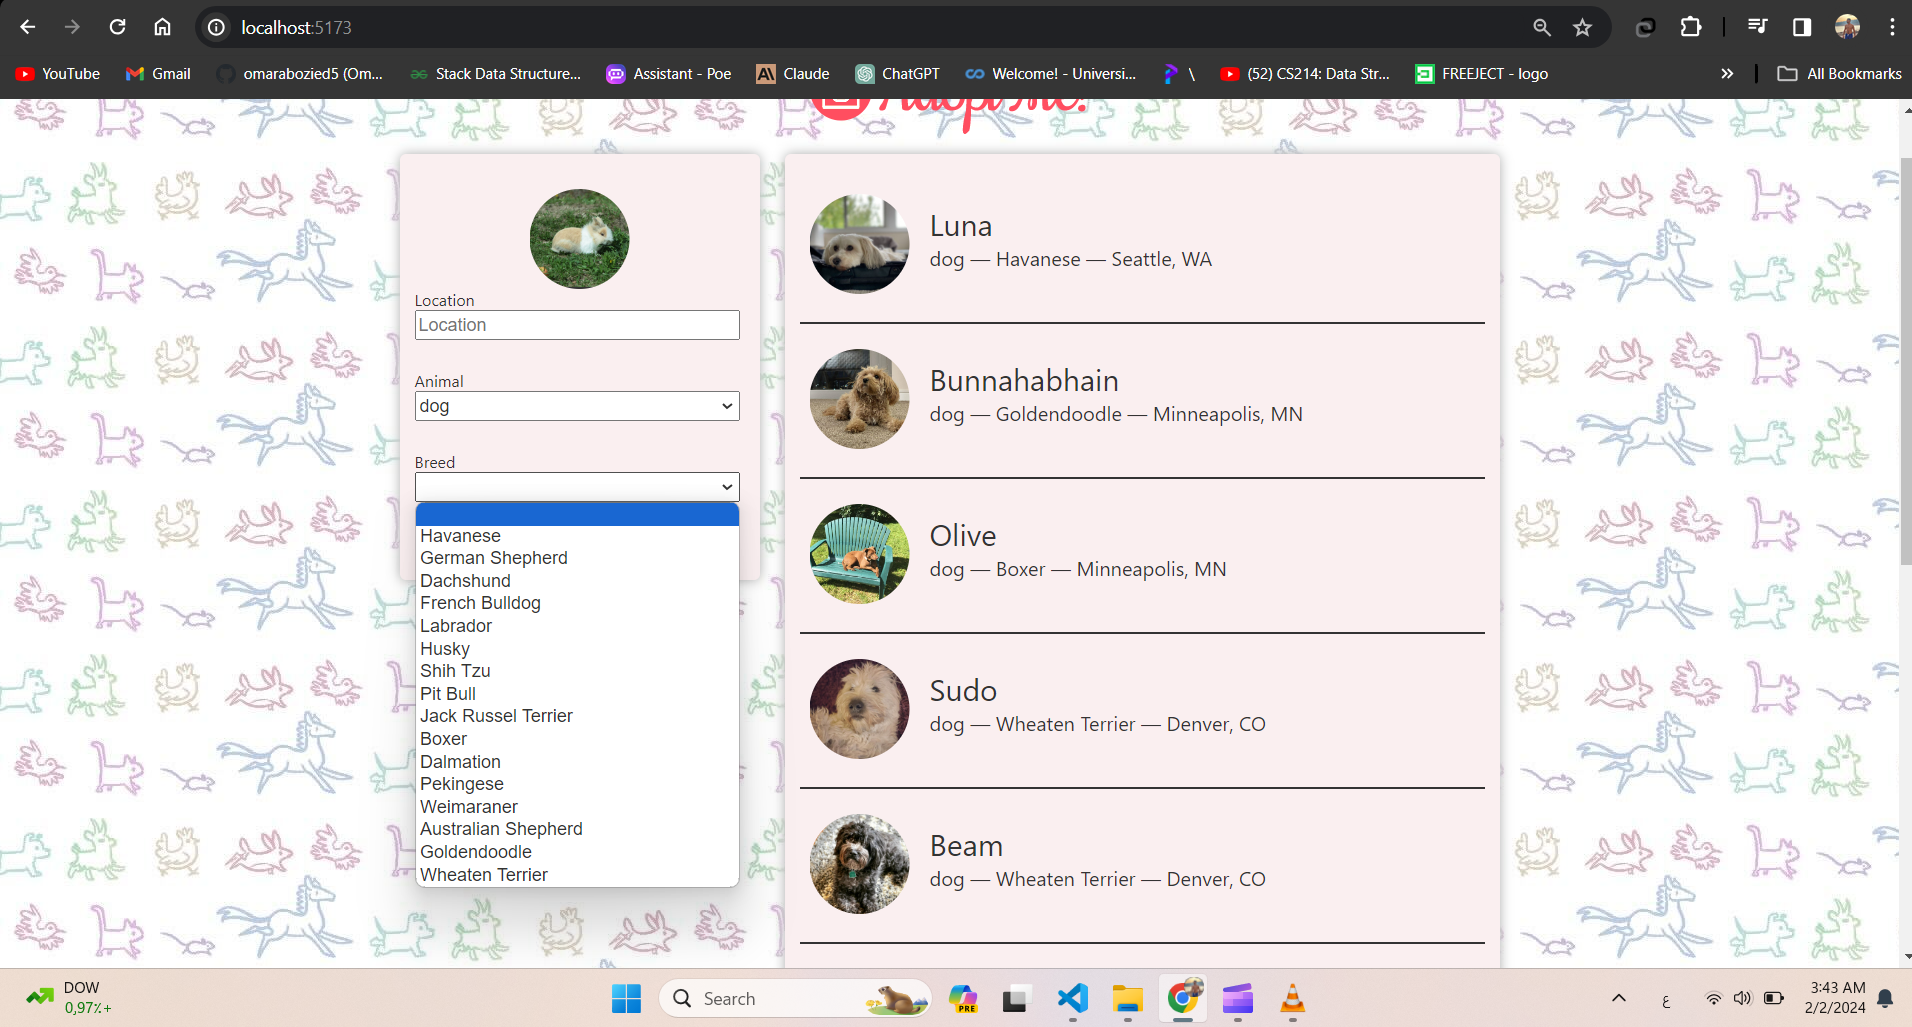 localhost:5173
YouTube
Gmail
omarabozied5 (Om...
Stack Data Structure...
Assistant - Poe
Claude
ChatGPT
Welcome! - Universi...
\
(52) CS214: Data Str...
FREEJECT - logo
»
All Bookmarks
Adopt Me!
Location
Location
Animal
dog
Breed
Havanese
German Shepherd
Dachshund
French Bulldog
Labrador
Husky
Shih Tzu
Pit Bull
Jack Russel Terrier
Boxer
Dalmation
Pekingese
Weimaraner
Australian Shepherd
Goldendoodle
Wheaten Terrier
Luna
dog — Havanese — Seattle, WA
Bunnahabhain
dog — Goldendoodle — Minneapolis, MN
Olive
dog — Boxer — Minneapolis, MN
Sudo
dog — Wheaten Terrier — Denver, CO
Beam
dog — Wheaten Terrier — Denver, CO
DOW
0,97٪+
Search
PRE
ع
3:43 AM
2/2/2024